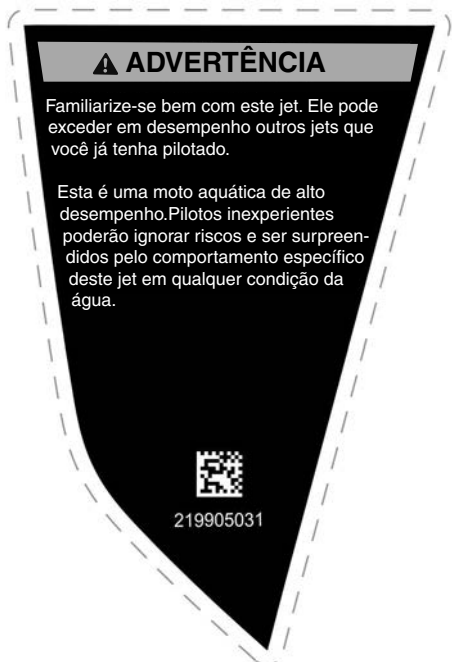 ADVERTÊNCIA
Familiarize-se bem com este jet. Ele pode
exceder em desempenho outros jets que
você já tenha pilotado.
Esta é uma moto aquática de alto
desempenho.Pilotos inexperientes
poderão ignorar riscos e ser surpreen-
didos pelo comportamento específico
deste jet em qualquer condição da
água.
219905031